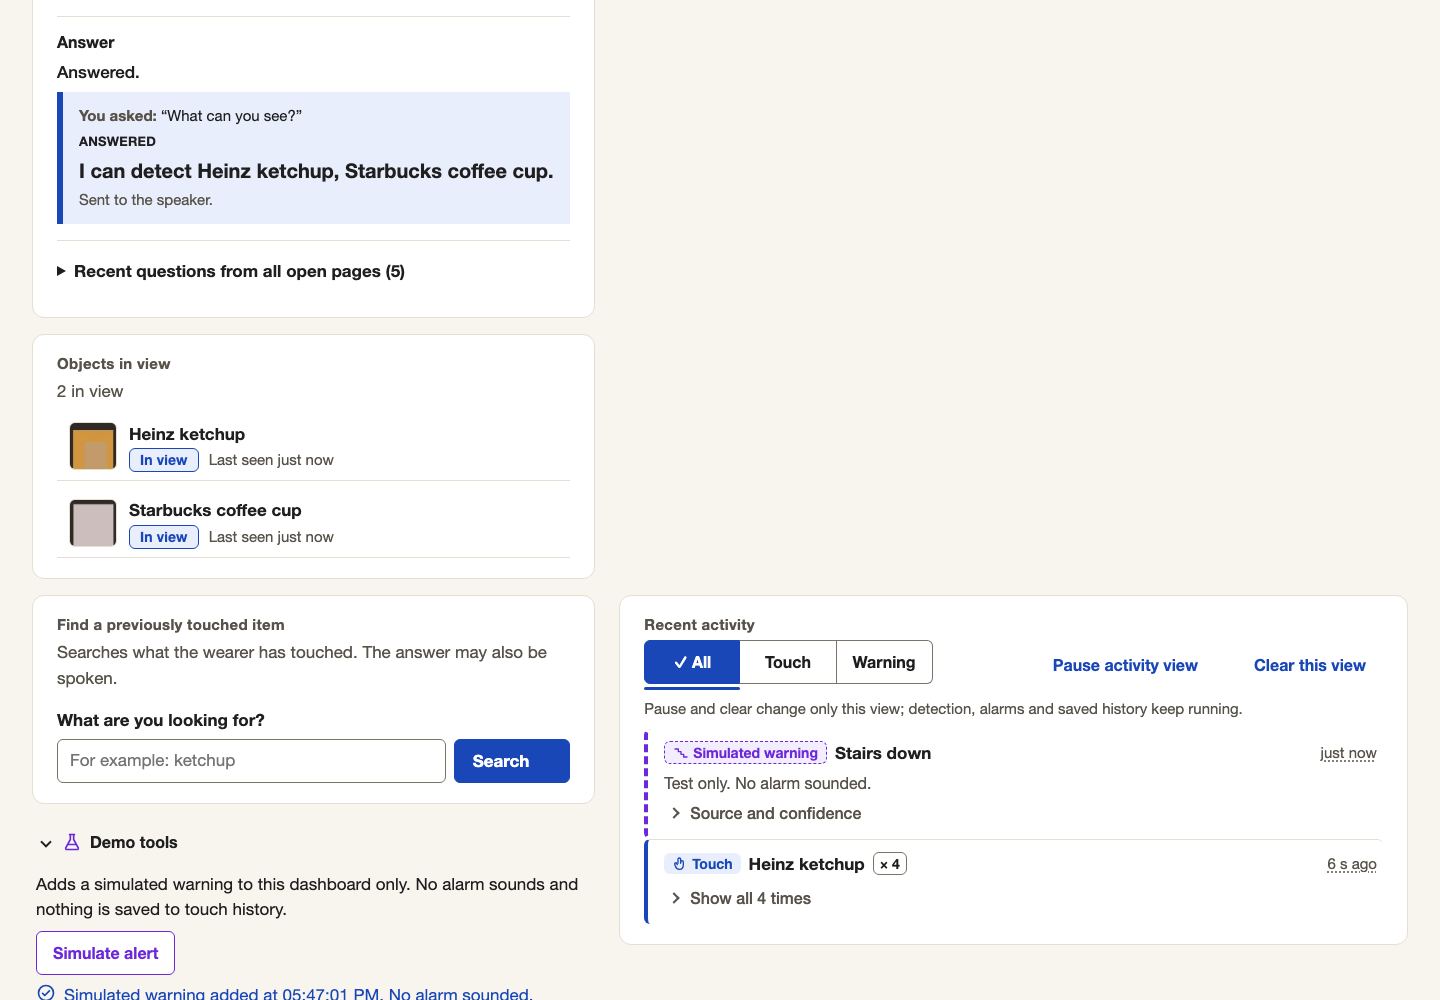 Answer
Answered.
You asked: “What can you see?”
ANSWERED
I can detect Heinz ketchup, Starbucks coffee cup.
Sent to the speaker.
Recent questions from all open pages (5)
Objects in view
2 in view
Heinz ketchup
In view Last seen just now
Starbucks coffee cup
In view Last seen just now
Find a previously touched item
Searches what the wearer has touched. The answer may also be
spoken.
What are you looking for?
For example: ketchup
Search
Demo tools
Adds a simulated warning to this dashboard only. No alarm sounds and
nothing is saved to touch history.
Simulate alert
Simulated warning added at 05:47:01 PM. No alarm sounded.
Recent activity
All Touch Warning
Pause activity view Clear this view
Pause and clear change only this view; detection, alarms and saved history keep running.
Simulated warning Stairs down just now
Test only. No alarm sounded.
Source and confidence
Touch Heinz ketchup × 4 6 s ago
Show all 4 times